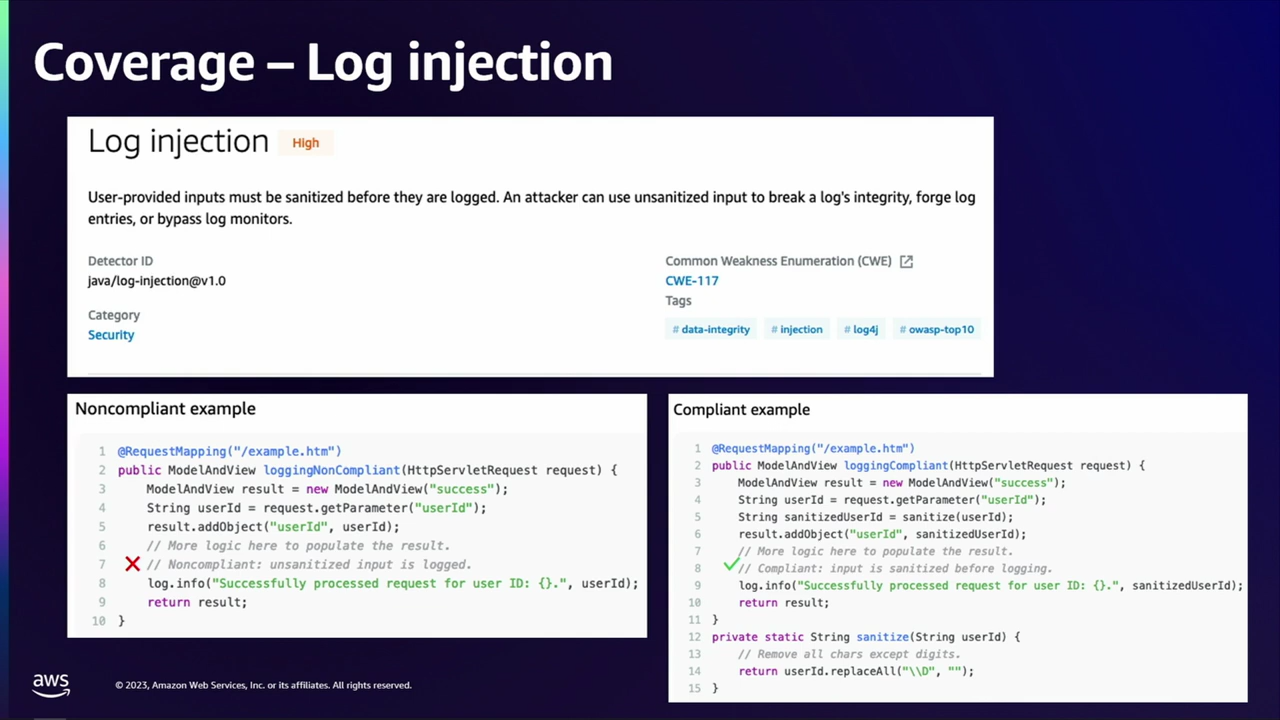 Coverage – Log injection
Log injection High
User-provided inputs must be sanitized before they are logged. An attacker can use unsanitized input to break a log's integrity, forge log
entries, or bypass log monitors.
Detector ID
java/log-injection@v1.0
Category
Security
Common Weakness Enumeration (CWE)
CWE-117
Tags
# data-integrity # injection # log4j # owasp-top10
Noncompliant example
1 @RequestMapping("/example.htm")
2 public ModelAndView loggingNonCompliant(HttpServletRequest request) {
3 ModelAndView result = new ModelAndView("success");
4 String userId = request.getParameter("userId");
5 result.addObject("userId", userId);
6 // More logic here to populate the result.
7 // Noncompliant: unsanitized input is logged.
8 log.info("Successfully processed request for user ID: {}.", userId);
9 return result;
10 }
Compliant example
1 @RequestMapping("/example.htm")
2 public ModelAndView loggingCompliant(HttpServletRequest request) {
3 ModelAndView result = new ModelAndView("success");
4 String userId = request.getParameter("userId");
5 String sanitizedUserId = sanitize(userId);
6 result.addObject("userId", sanitizedUserId);
7 // More logic here to populate the result.
8 // Compliant: input is sanitized before logging.
9 log.info("Successfully processed request for user ID: {}.", sanitizedUserId);
10 return result;
11 }
12 private static String sanitize(String userId) {
13 // Remove all chars except digits.
14 return userId.replaceAll("\\D", "");
15 }
aws
© 2023, Amazon Web Services, Inc. or its affiliates. All rights reserved.